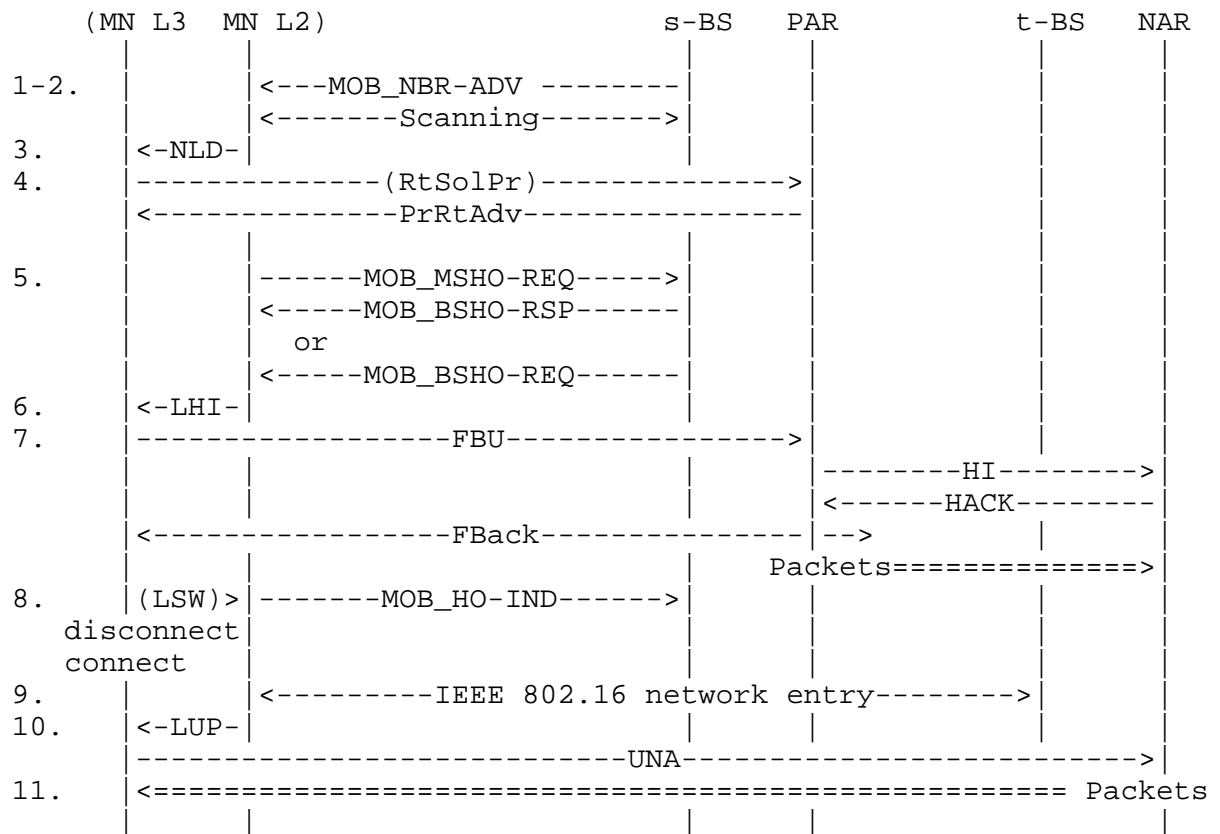 (MN L3  MN L2)                             s-BS    PAR                t-BS    NAR
       |       |                            |       |              |       |
1-2.   |       |<---MOB_NBR-ADV --------|       |              |       |
       |       |<-------Scanning------->|       |              |       |
3.     |<-NLD-|                            |       |              |       |
4.     |--------------(RtSolPr)-------------->|              |       |
       |<--------------PrRtAdv----------------|              |       |
       |       |                            |       |              |       |
5.     |       |------MOB_MSHO-REQ----->|       |              |       |
       |       |<-----MOB_BSHO-RSP------|       |              |       |
       |       |  or                        |       |              |       |
       |       |<-----MOB_BSHO-REQ------|       |              |       |
6.     |<-LHI-|                            |       |              |       |
7.     |------------------FBU---------------->|              |       |
       |       |                            |       |--------HI-------->|
       |       |                            |       |<------HACK--------|
       |<------------------FBack---------------|-->          |       |
       |       |                            |    Packets==============>|
8.     |(LSW)>|-------MOB_HO-IND------>|       |              |       |
   disconnect|                            |       |              |       |
   connect   |                            |       |              |       |
9.     |       |<---------IEEE 802.16 network entry-------->|       |
10.    |<-LUP-|                            |       |              |       |
       |----------------------------UNA-------------------------->|
11.    |<==================================================== Packets
       |       |                            |       |                      |